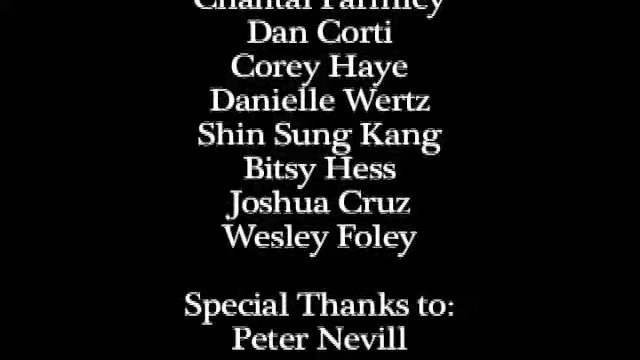 Chantal
Dan Corti
Corey Haye
Danielle Wertz
Shin Sung Kang
Bitsy Hess
Joshua Cruz
Wesley Foley
Special Thanks to:
Peter Nevill